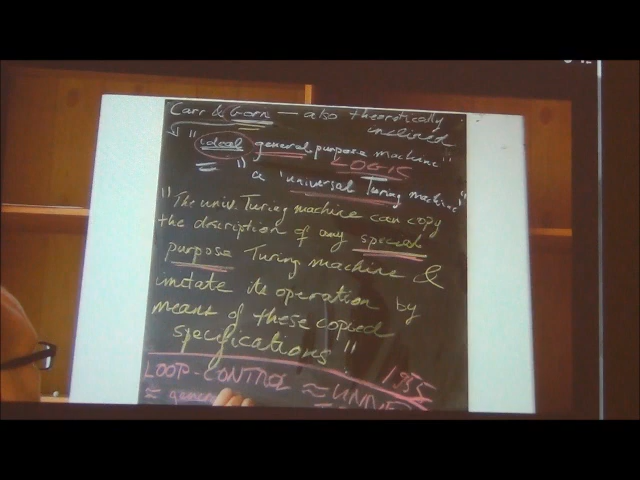 Carr & Gorn — also theoretically
inclined
↓ " ideal general purpose machine "
LOGIC
" a 'universal Turing machine' "
" The univ. Turing machine can copy
the description of any special
purpose Turing machine &
imitate its operation by
means of these copied
specifications "
1955
LOOP-CONTROL ≈
≈